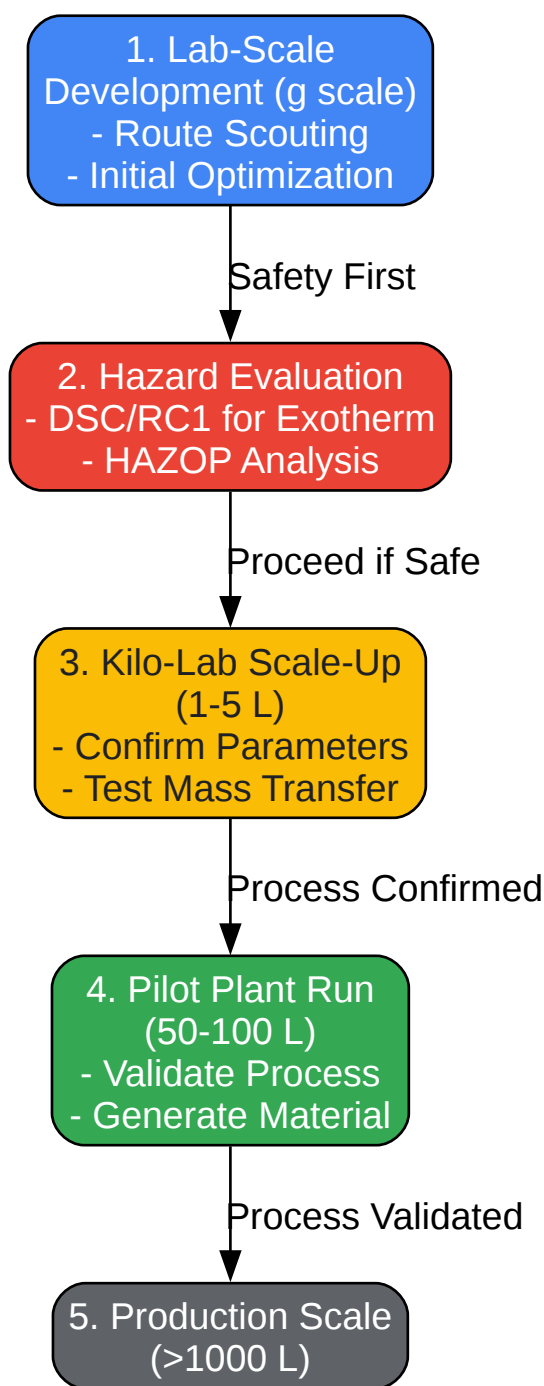 1. Lab-Scale
Development (g scale)
- Route Scouting
- Initial Optimization
Safety First
2. Hazard Evaluation
- DSC/RC1 for Exotherm
- HAZOP Analysis
Proceed if Safe
3. Kilo-Lab Scale-Up
(1-5 L)
- Confirm Parameters
- Test Mass Transfer
Process Confirmed
4. Pilot Plant Run
(50-100 L)
- Validate Process
- Generate Material
Process Validated
5. Production Scale
(>1000 L)